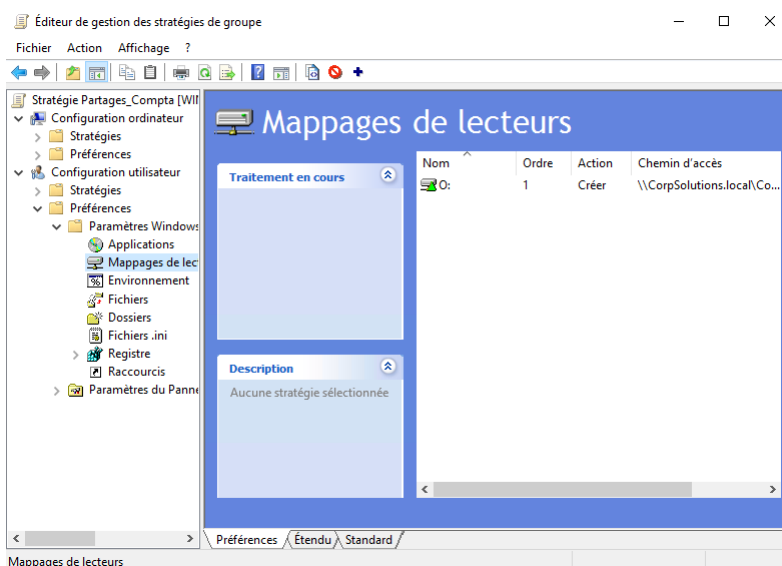 Éditeur de gestion des stratégies de groupe
Fichier Action Affichage ?
Stratégie Partages_Compta [WIN
Configuration ordinateur
Stratégies
Préférences
Configuration utilisateur
Stratégies
Préférences
Paramètres Windows
Applications
Mappages de lec
Environnement
Fichiers
Dossiers
Fichiers .ini
Registre
Raccourcis
Paramètres du Panne
Mappages de lecteurs
Traitement en cours
Description
Aucune stratégie sélectionnée
Nom Ordre Action Chemin d'accès
O: 1 Créer \\CorpSolutions.local\Co...
Préférences Étendu Standard
Mappages de lecteurs